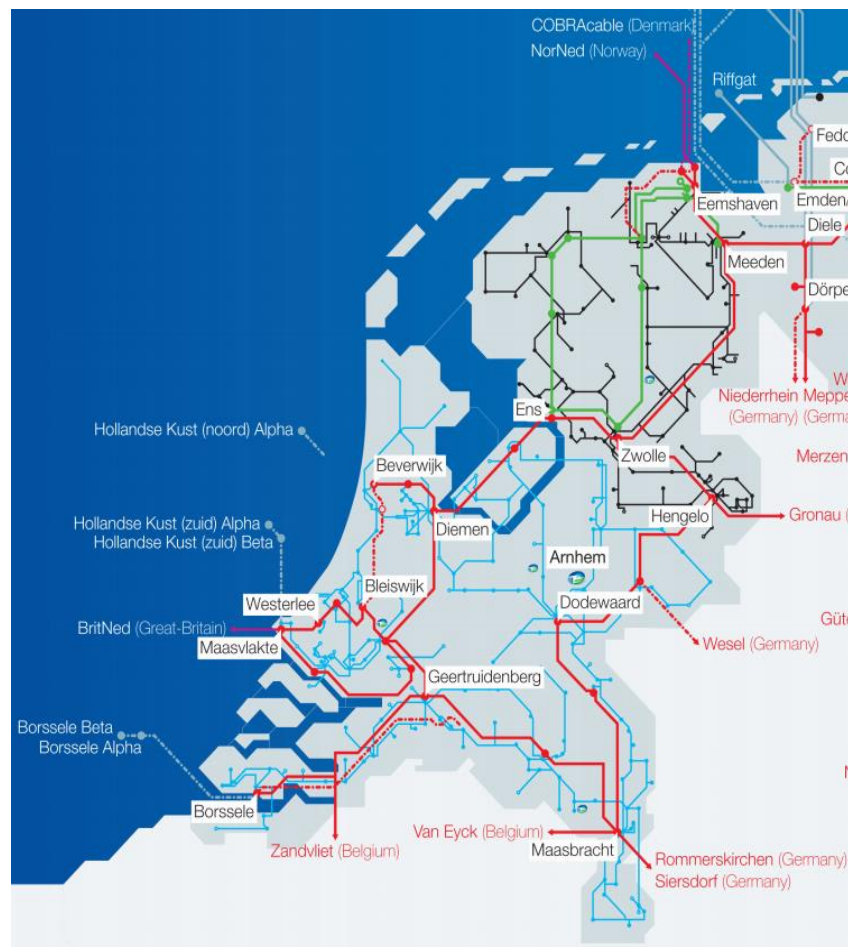 COBRAcable (Denmark)
NorNed (Norway)
Riffgat
Eemshaven
Emden/
Diele
Meeden
Niederrhein
(Germany)
Ens
Hollandse Kust (noord) Alpha
Zwolle
Beverwijk
Hengelo
Gronau (
Diemen
Hollandse Kust (zuid) Alpha
Hollandse Kust (zuid) Beta
Arnhem
Bleiswijk
Westerlee
Dodewaard
BritNed (Great-Britain)
Maasvlakte
Wesel (Germany)
Geertruidenberg
Borssele Beta
Borssele Alpha
Borssele
Van Eyck (Belgium)
Zandvliet (Belgium)
Maasbracht
Rommerskirchen (Germany)
Siersdorf (Germany)